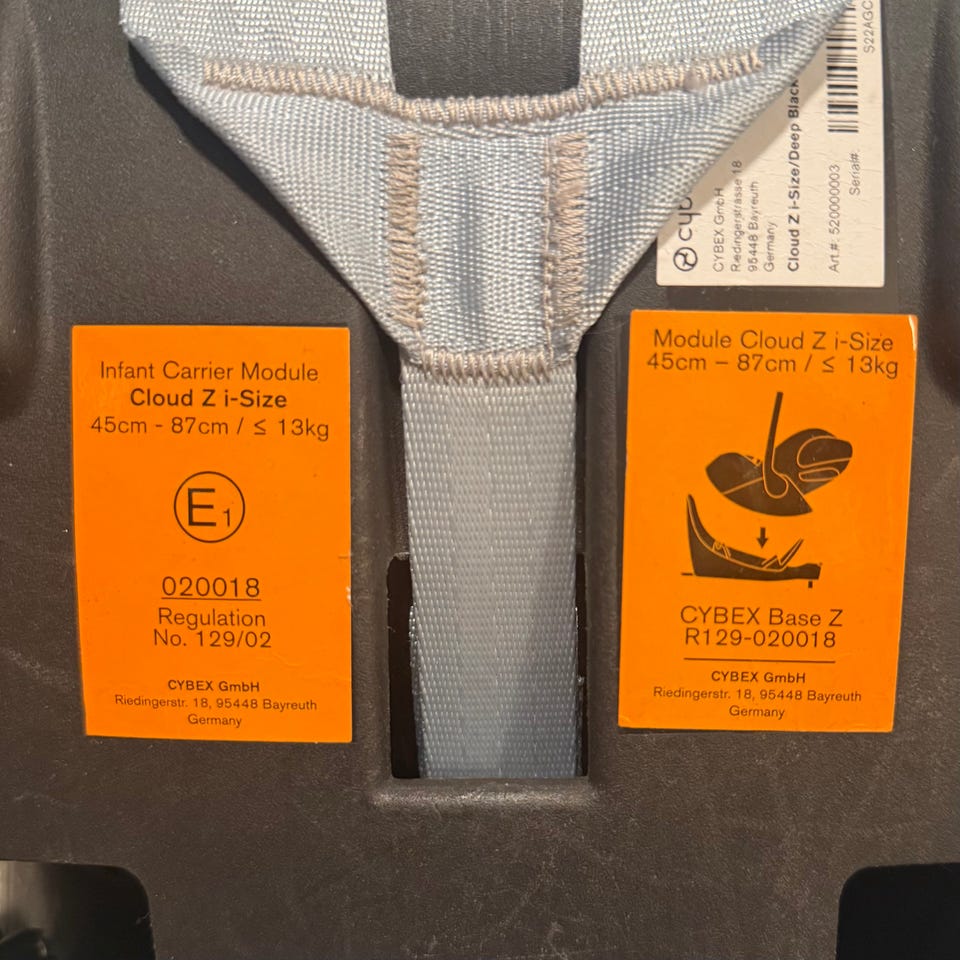 Infant Carrier Module
Cloud Z i-Size
45cm - 87cm / ≤ 13kg
E1
020018
Regulation
No. 129/02
CYBEX GmbH
Riedingerstr. 18, 95448 Bayreuth
Germany
Module Cloud Z i-Size
45cm – 87cm / ≤ 13kg
CYBEX Base Z
R129-020018
CYBEX GmbH
Riedingerstr. 18, 95448 Bayreuth
Germany
CYBEX GmbH
Riedingerstrasse 18
95448 Bayreuth
Germany
Cloud Z i-Size/Deep Black
Art.#: 520000003
Serial#: